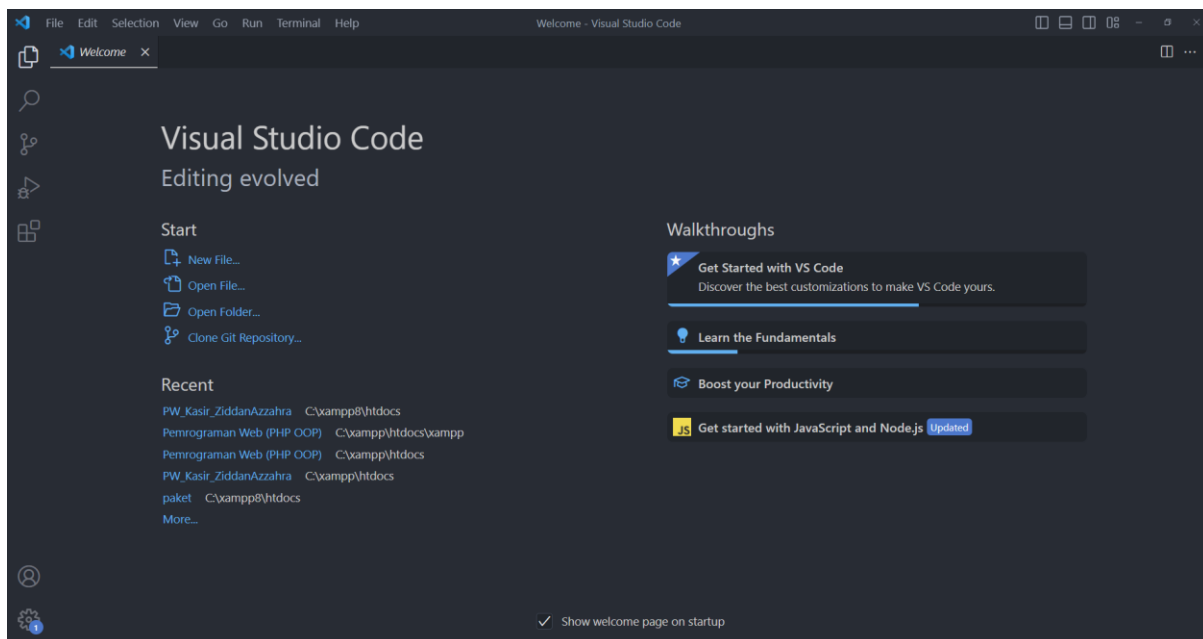 File Edit Selection View Go Run Terminal Help
Welcome - Visual Studio Code
Welcome
Visual Studio Code
Editing evolved
Start
New File...
Open File...
Open Folder...
Clone Git Repository...
Recent
PW_Kasir_ZiddanAzzahra C:\xampp8\htdocs
Pemrograman Web (PHP OOP) C:\xampp\htdocs\xampp
Pemrograman Web (PHP OOP) C:\xampp\htdocs
PW_Kasir_ZiddanAzzahra C:\xampp\htdocs
paket C:\xampp8\htdocs
More...
Walkthroughs
Get Started with VS Code
Discover the best customizations to make VS Code yours.
Learn the Fundamentals
Boost your Productivity
JS Get started with JavaScript and Node.js Updated
1
Show welcome page on startup